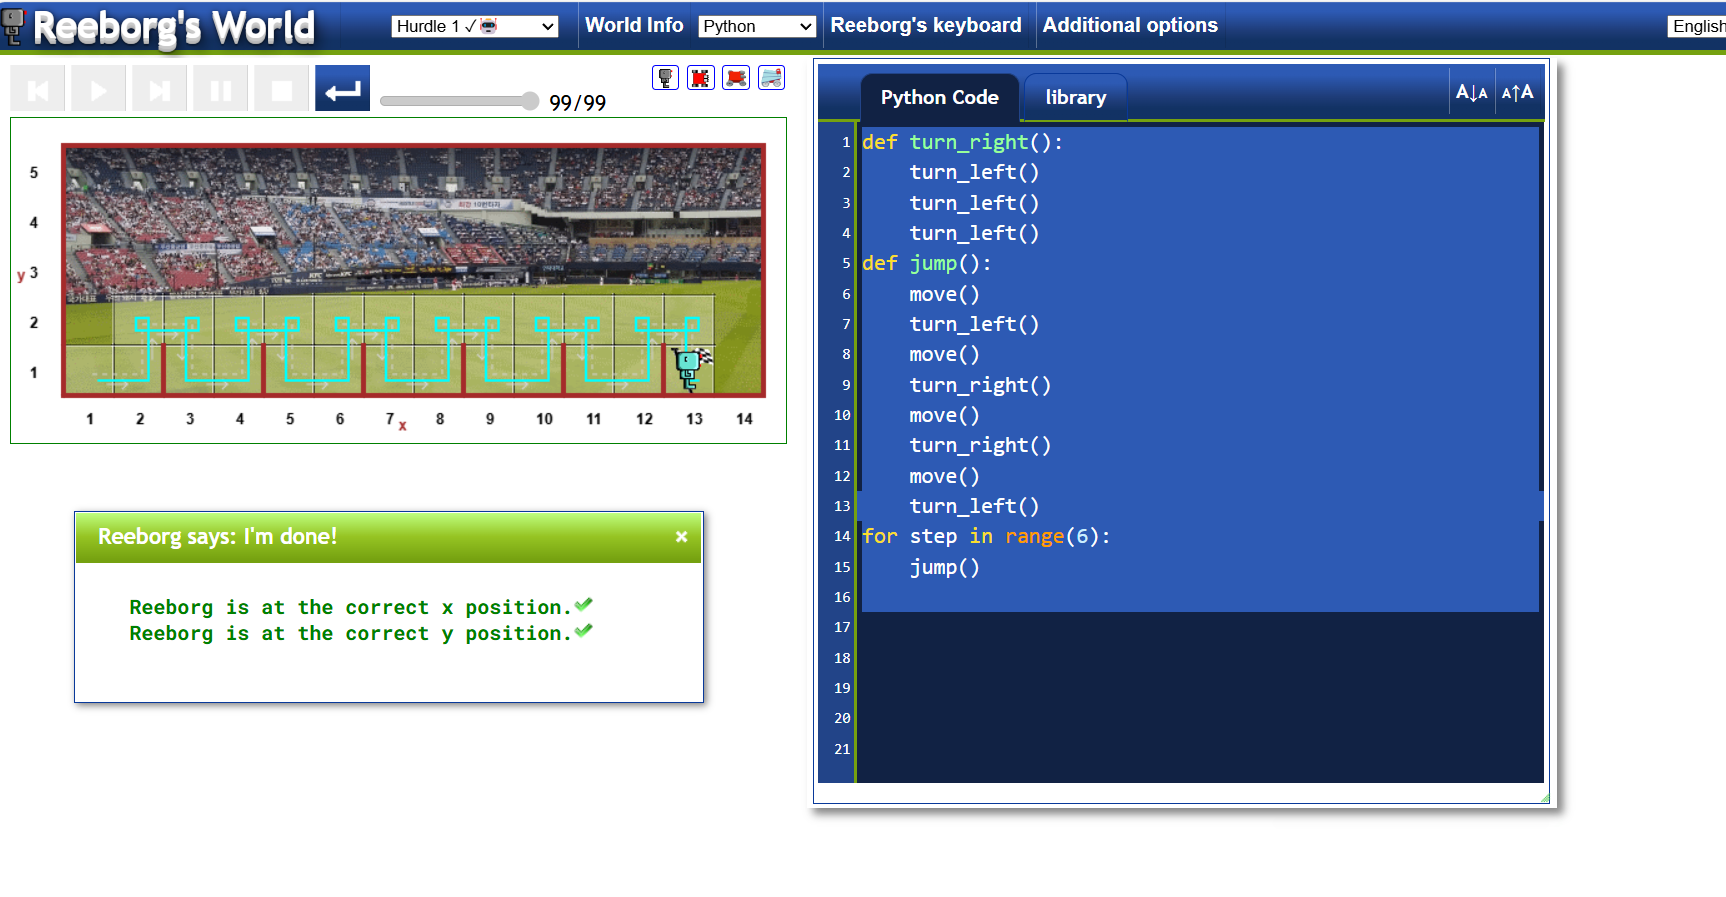 Reeborg's World
Hurdle 1 ✓
World Info
Python
Reeborg's keyboard
Additional options
English
99/99
Python Code
library
A↓A
A↑A
5
4
y 3
2
1
1 2 3 4 5 6 7 x 8 9 10 11 12 13 14
Reeborg says: I'm done!
×
Reeborg is at the correct x position.
Reeborg is at the correct y position.
1 def turn_right():
2     turn_left()
3     turn_left()
4     turn_left()
5 def jump():
6     move()
7     turn_left()
8     move()
9     turn_right()
10     move()
11     turn_right()
12     move()
13     turn_left()
14 for step in range(6):
15     jump()
16
17
18
19
20
21